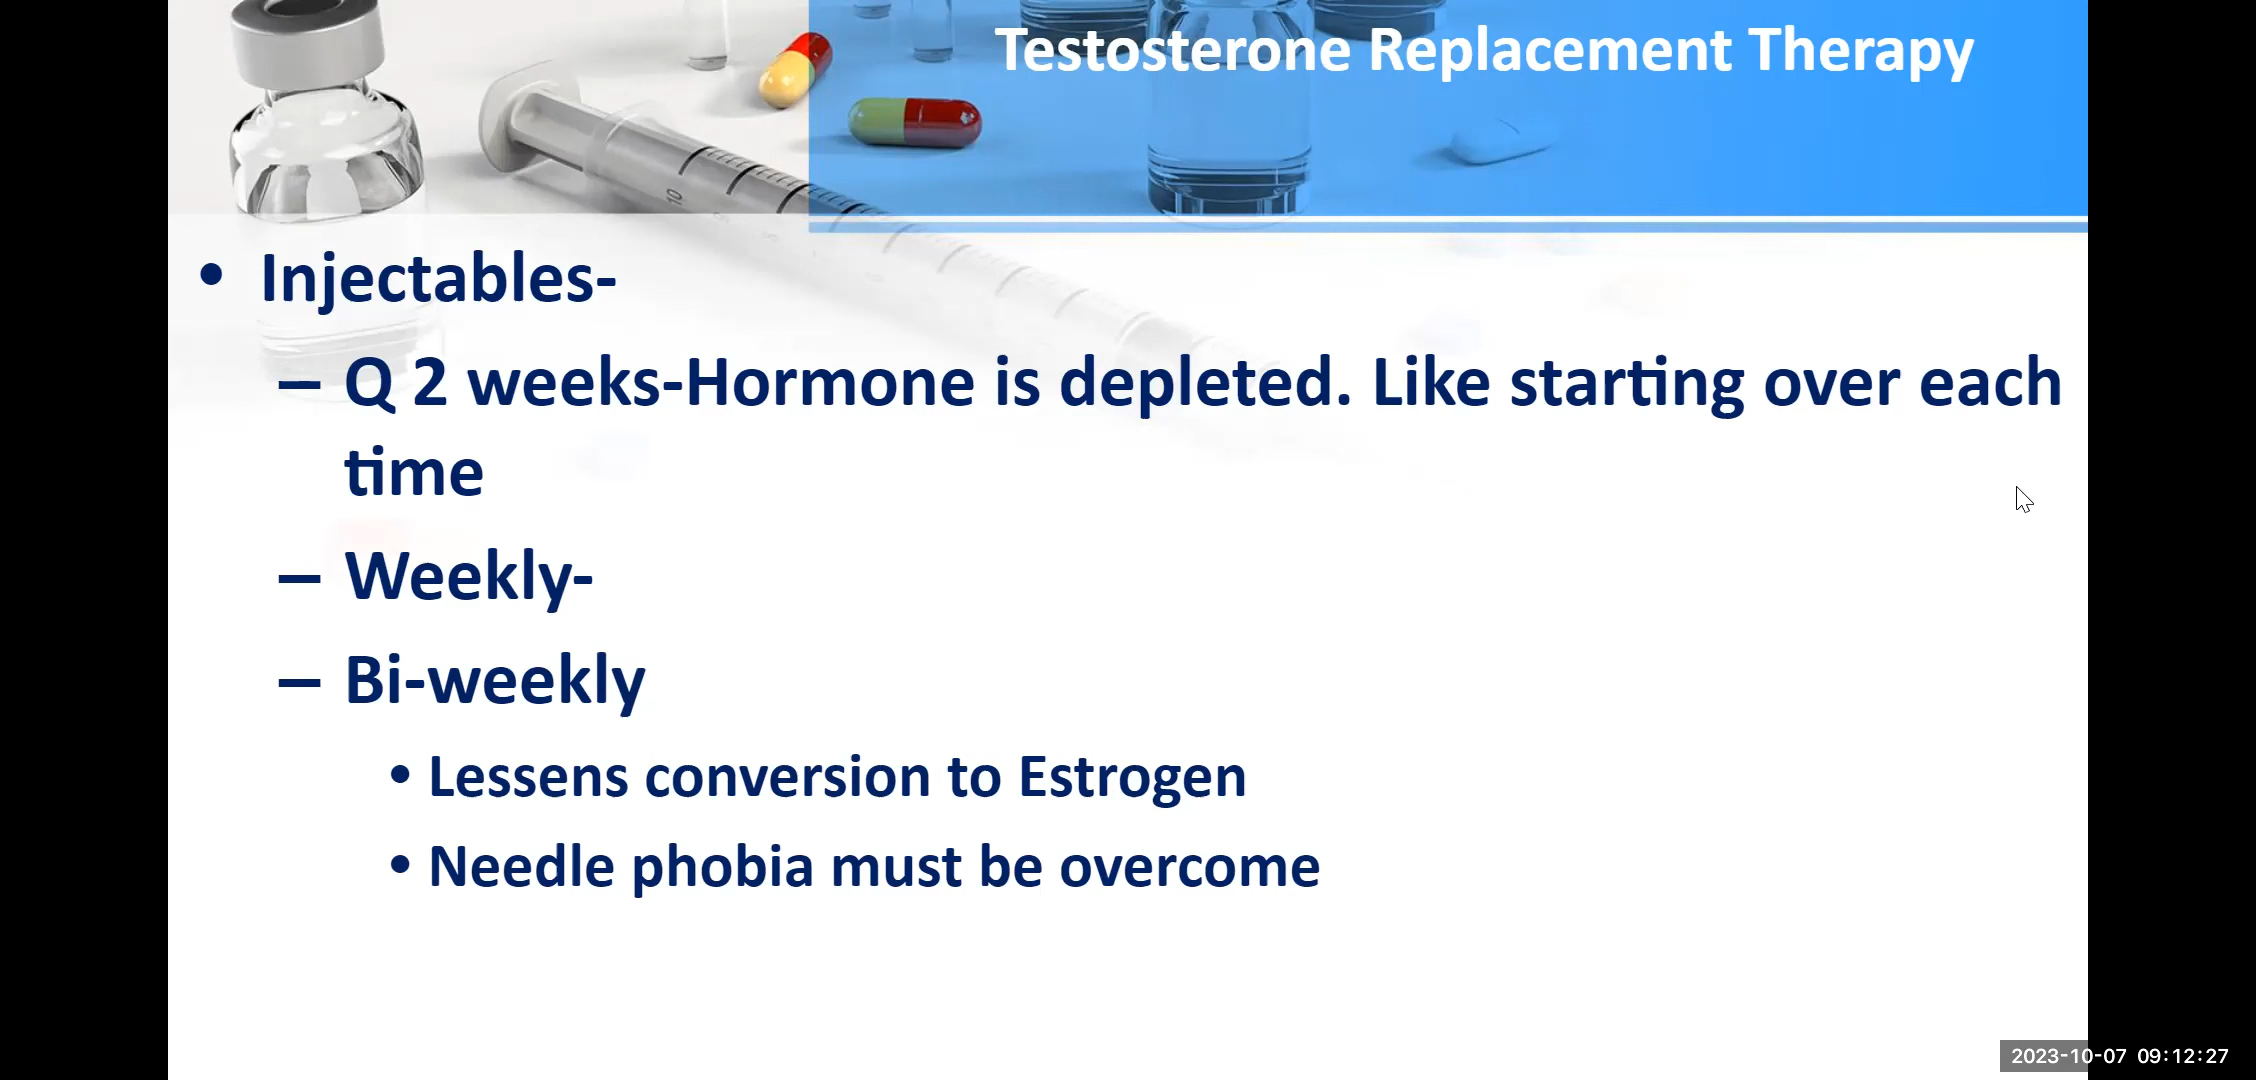 Testosterone Replacement Therapy
• Injectables-
– Q 2 weeks-Hormone is depleted. Like starting over each
time
– Weekly-
– Bi-weekly
• Lessens conversion to Estrogen
• Needle phobia must be overcome
10
2023-10-07 09:12:27